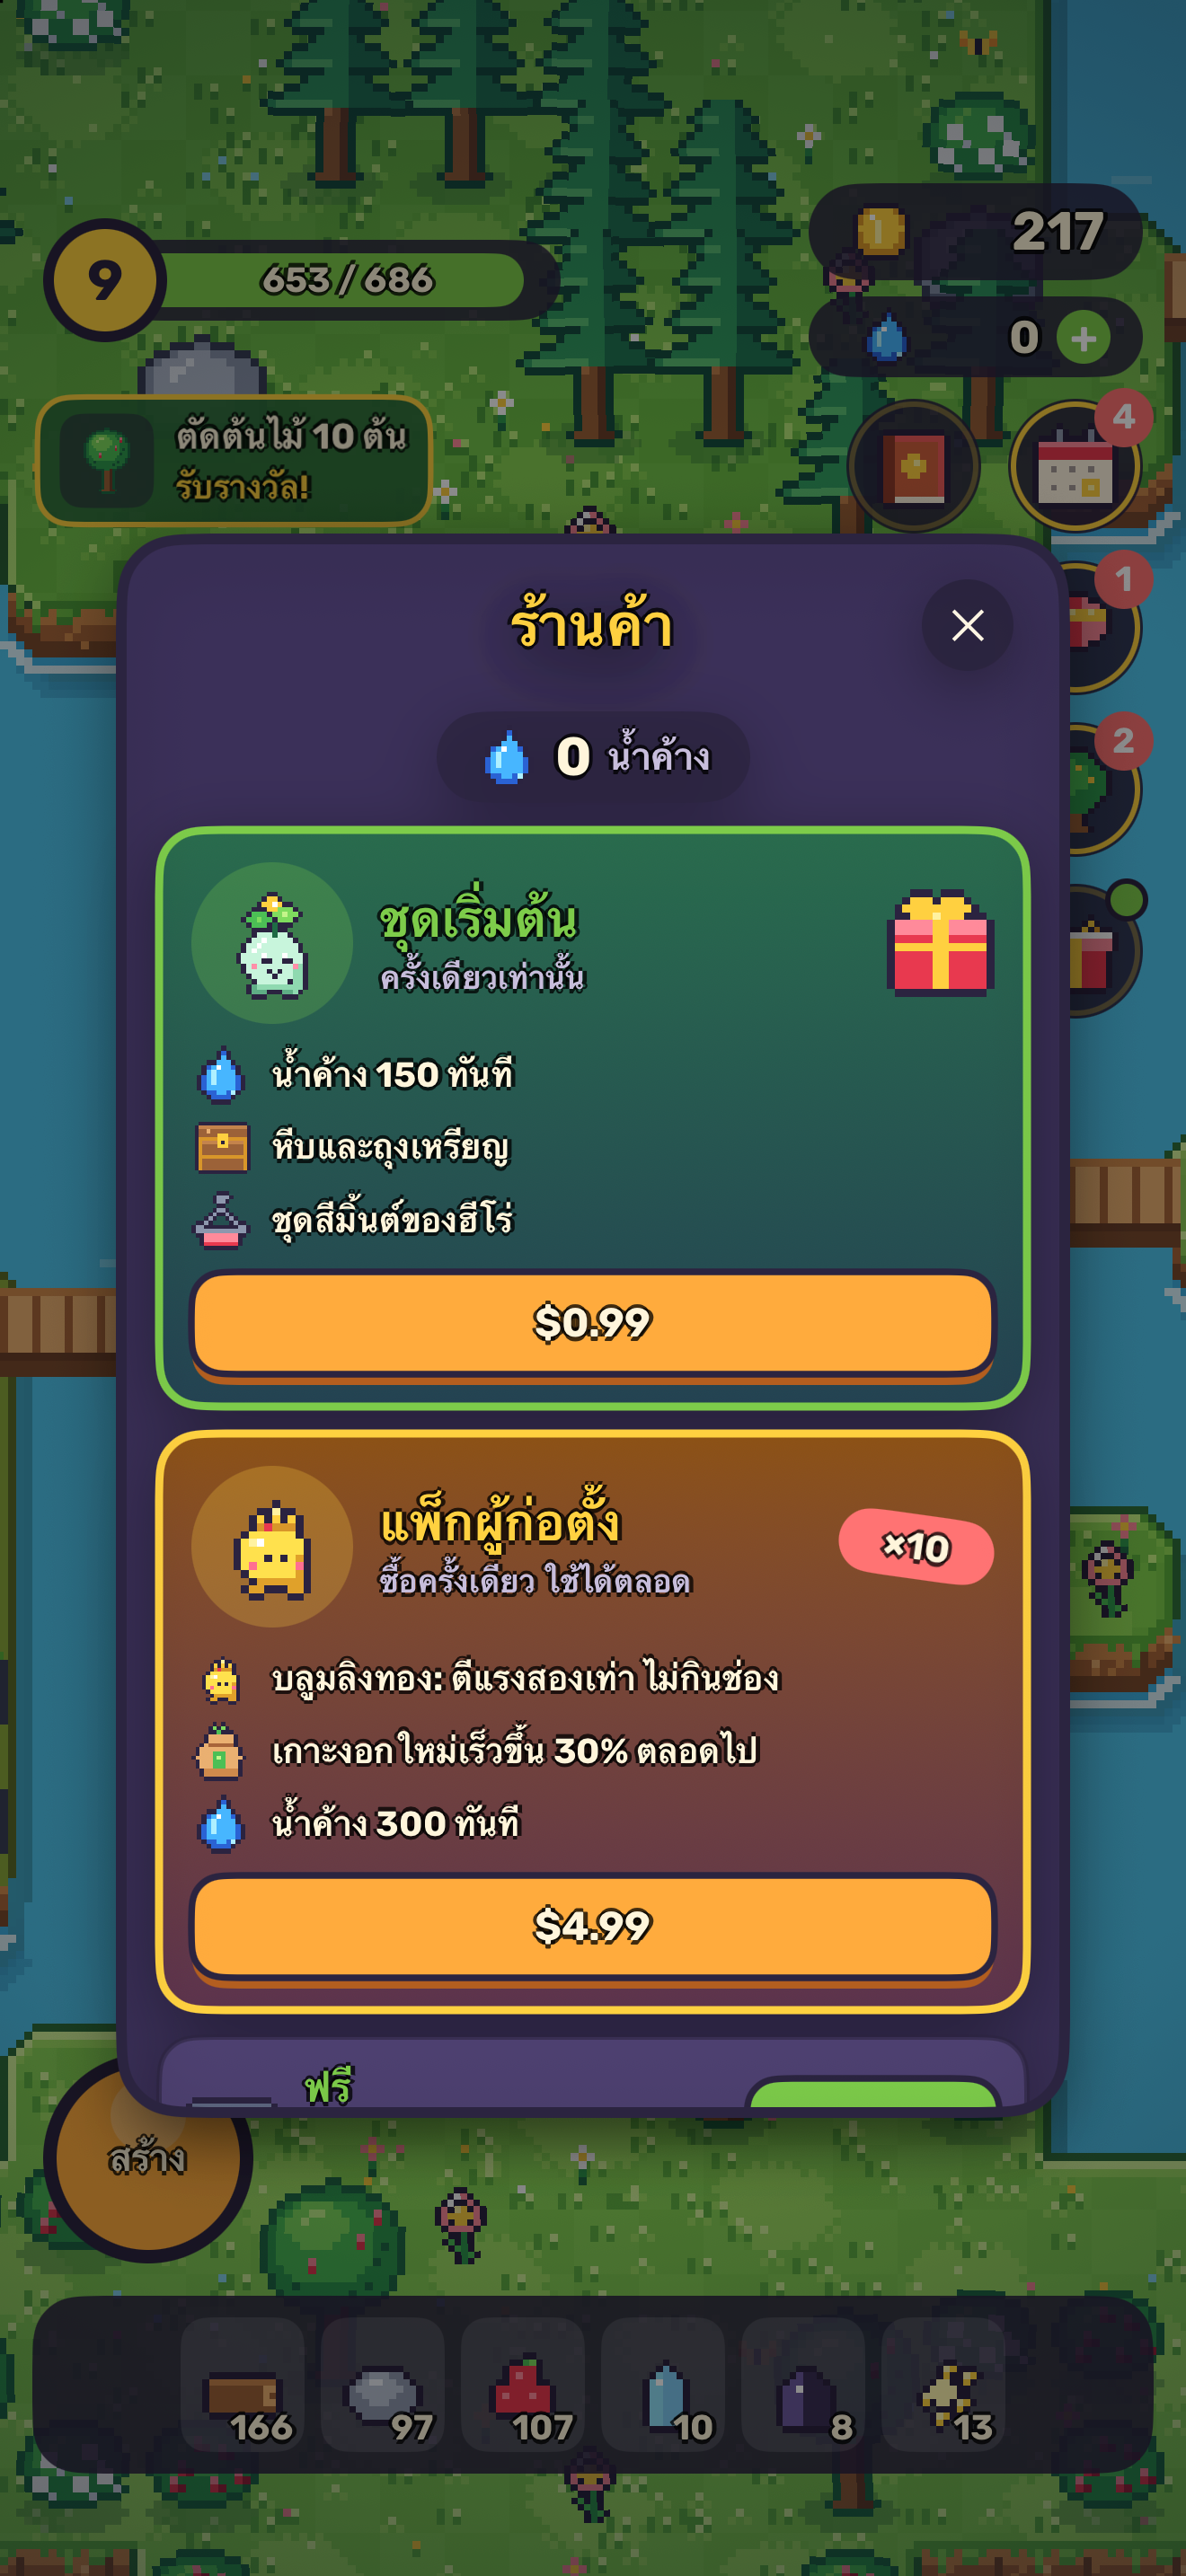 217
9
653 / 686
0
+
ตัดต้นไม้ 10 ต้น
รับรางวัล!
4
1
2
ร้านค้า
0 น้ำค้าง
ชุดเริ่มต้น
ครั้งเดียวเท่านั้น
น้ำค้าง 150 ทันที
หีบและถุงเหรียญ
ชุดสีมิ้นต์ของฮีโร่
$0.99
แพ็กผู้ก่อตั้ง
ซื้อครั้งเดียว ใช้ได้ตลอด
×10
บลูมลิงทอง: ตีแรงสองเท่า ไม่กินช่อง
เกาะงอกใหม่เร็วขึ้น 30% ตลอดไป
น้ำค้าง 300 ทันที
$4.99
ฟรี
สร้าง
166
97
107
10
8
13